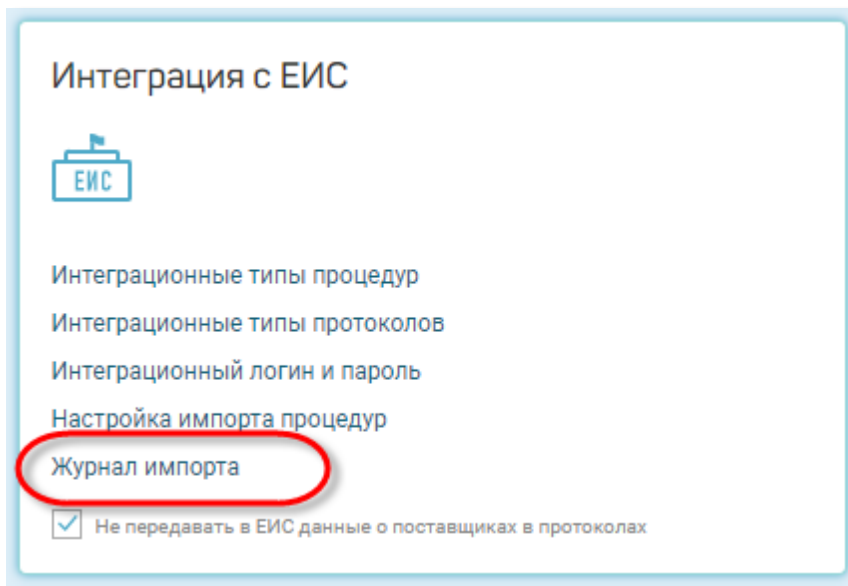 Интеграция с ЕИС
ЕИС
Интеграционные типы процедур
Интеграционные типы протоколов
Интеграционный логин и пароль
Настройка импорта процедур
Журнал импорта
Не передавать в ЕИС данные о поставщиках в протоколах